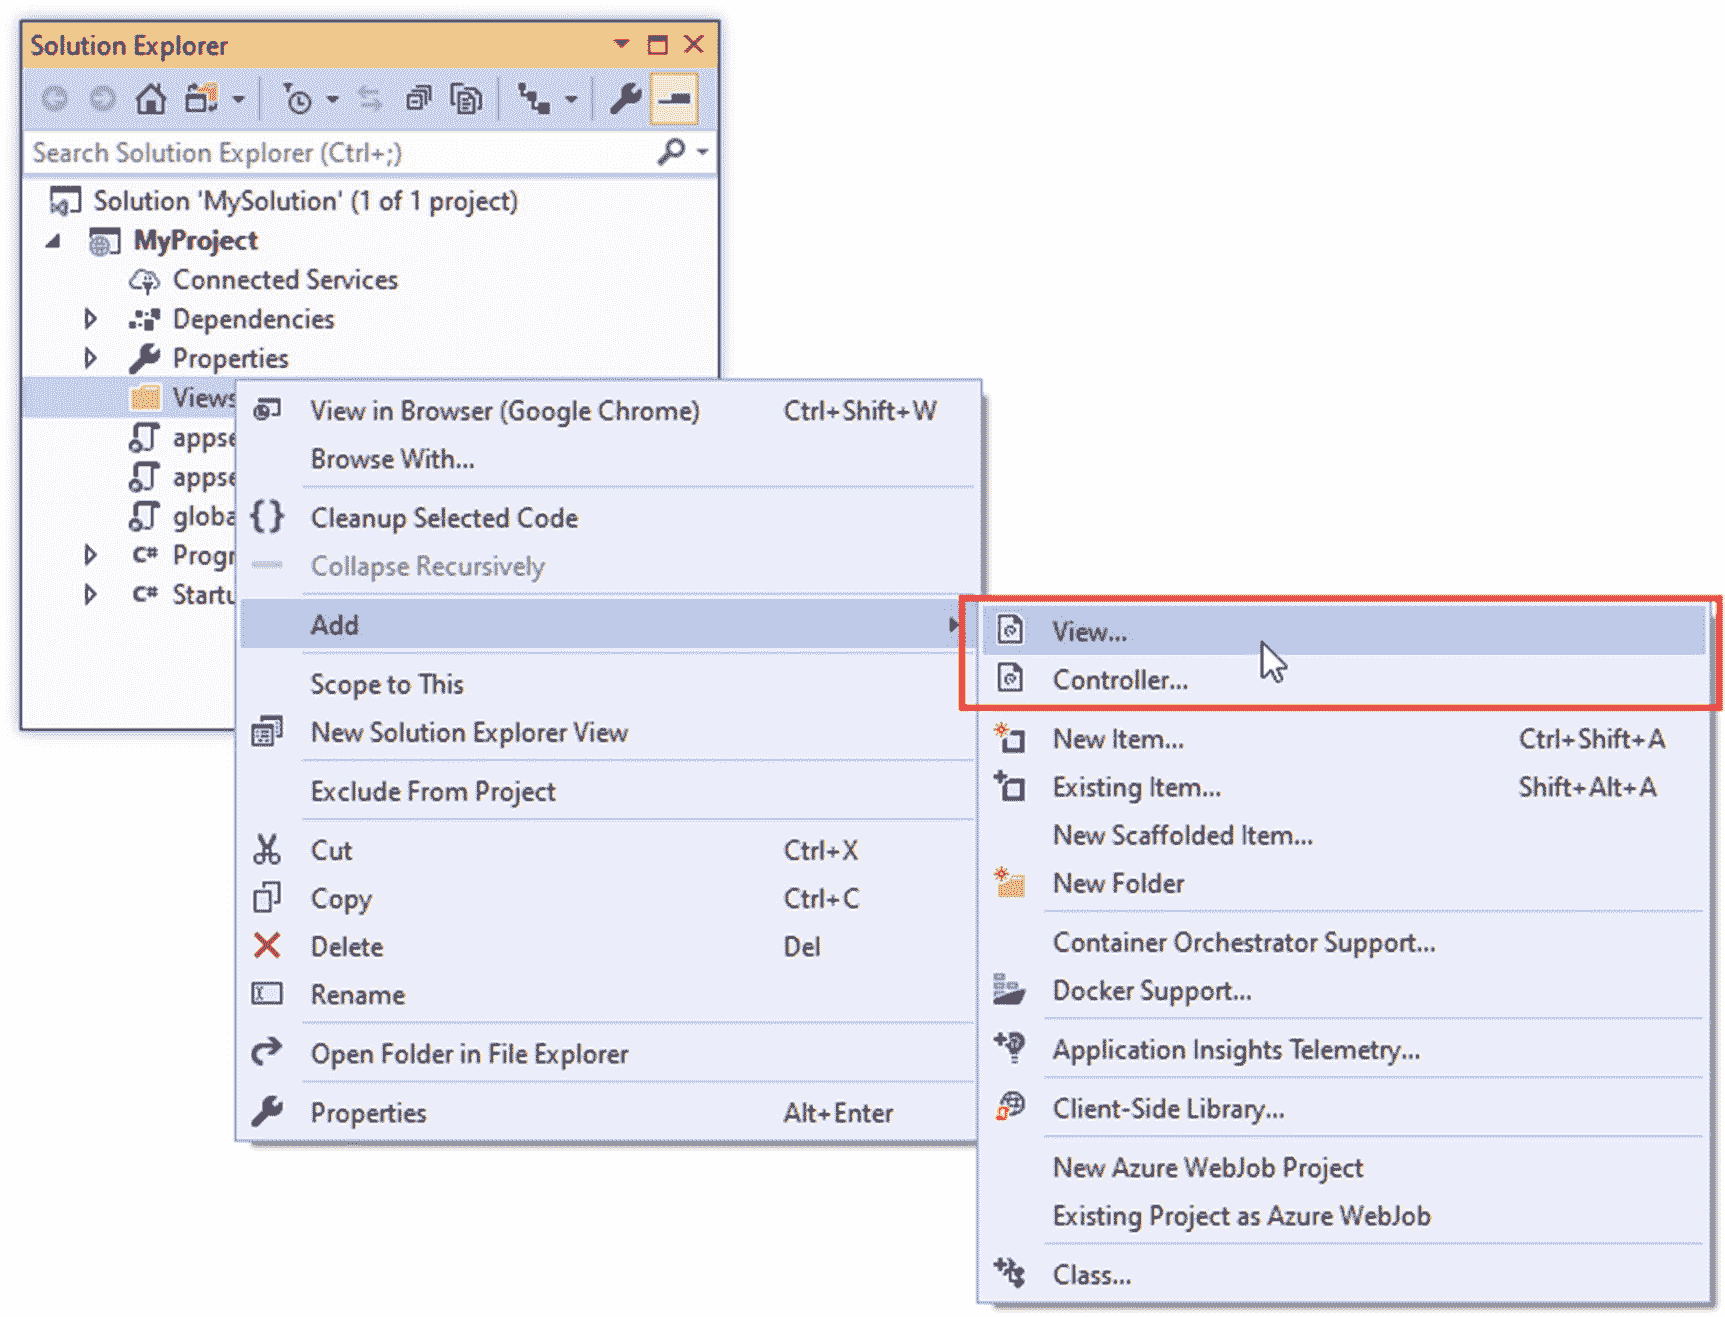 Solution Explorer
Search Solution Explorer (Ctrl+;)
Solution 'MySolution' (1 of 1 project)
MyProject
Connected Services
Dependencies
Properties
Views
appse
appse
globa
C# Progr
C# Startu
View in Browser (Google Chrome) Ctrl+Shift+W
Browse With...
Cleanup Selected Code
Collapse Recursively
Add
Scope to This
New Solution Explorer View
Exclude From Project
Cut Ctrl+X
Copy Ctrl+C
Delete Del
Rename
Open Folder in File Explorer
Properties Alt+Enter
View...
Controller...
New Item... Ctrl+Shift+A
Existing Item... Shift+Alt+A
New Scaffolded Item...
New Folder
Container Orchestrator Support...
Docker Support...
Application Insights Telemetry...
Client-Side Library...
New Azure WebJob Project
Existing Project as Azure WebJob
Class...